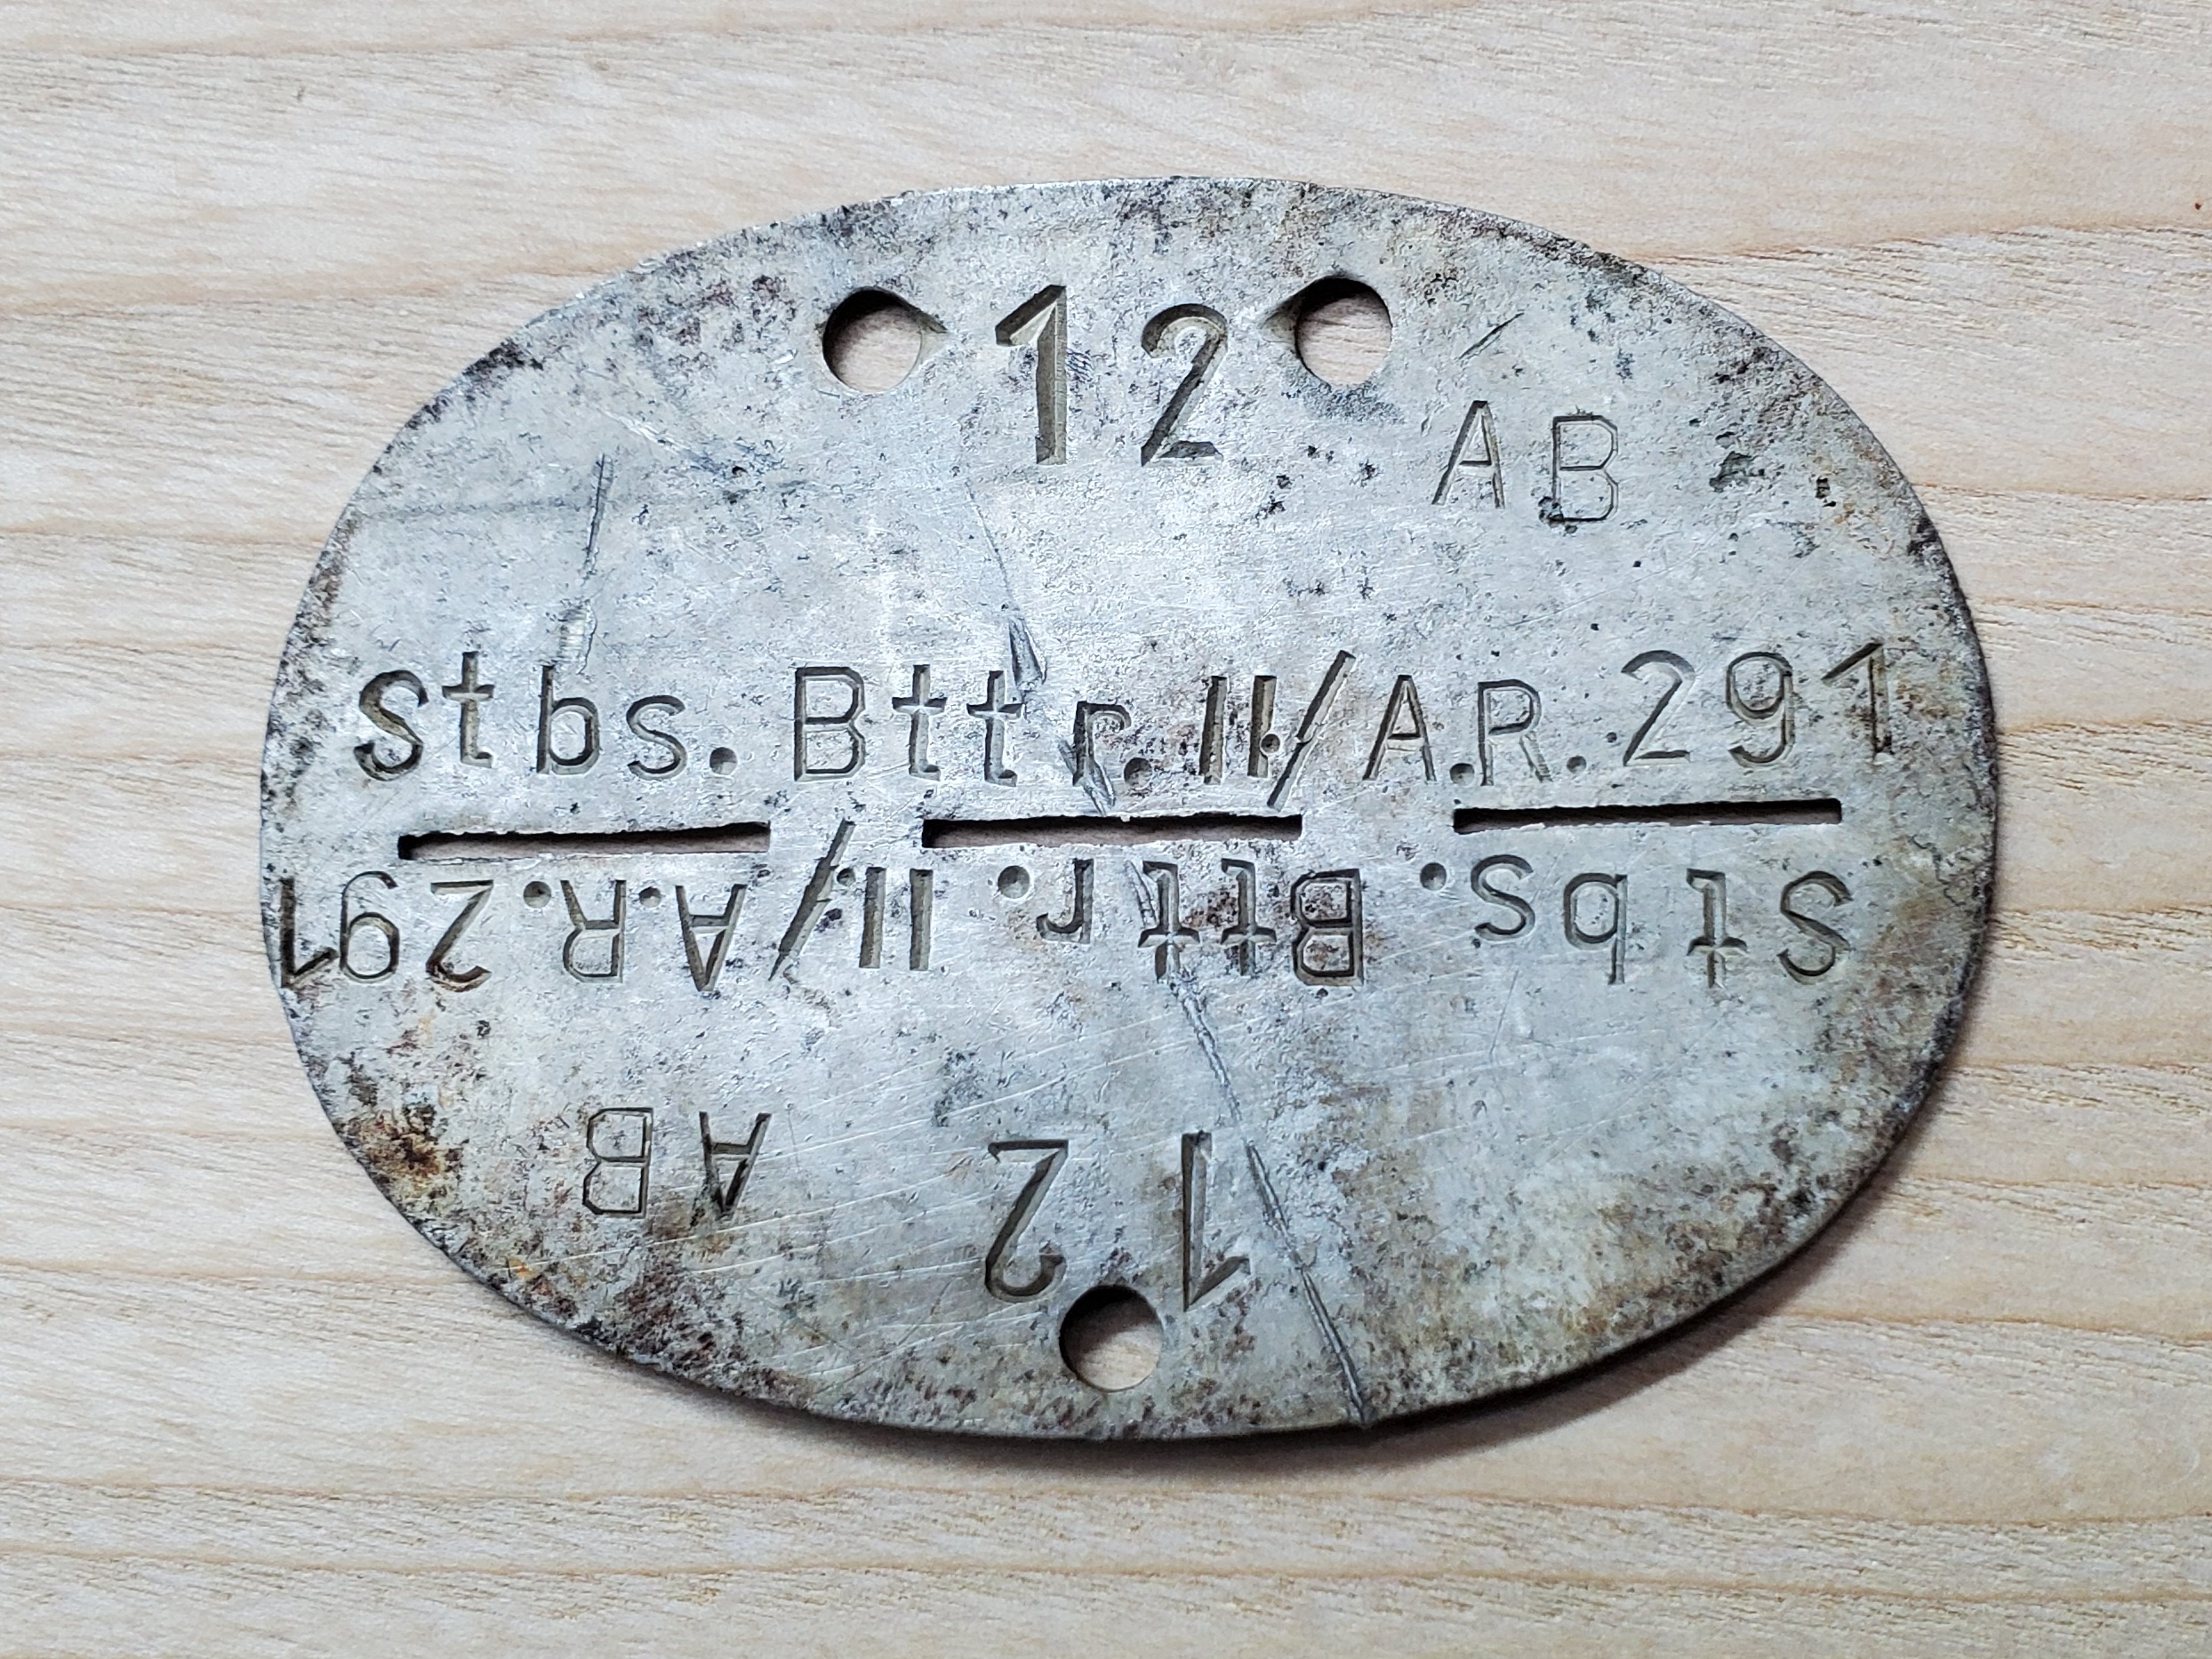 12
AB
Stbs. Bttr. II./A.R. 291
Stbs. Bttr. II./A.R. 291
12
AB